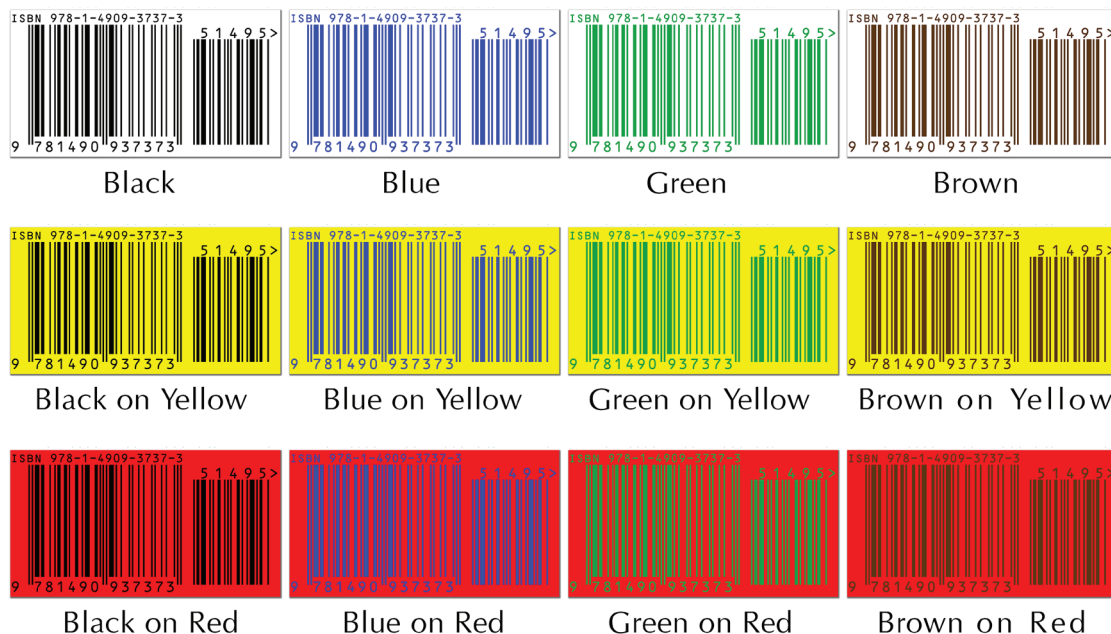 ISBN 978-1-4909-3737-3
51495>
9 781490 937373
Black
ISBN 978-1-4909-3737-3
51495>
9 781490 937373
Blue
ISBN 978-1-4909-3737-3
51495>
9 781490 937373
Green
ISBN 978-1-4909-3737-3
51495>
9 781490 937373
Brown
ISBN 978-1-4909-3737-3
51495>
9 781490 937373
Black on Yellow
ISBN 978-1-4909-3737-3
51495>
9 781490 937373
Blue on Yellow
ISBN 978-1-4909-3737-3
51495>
9 781490 937373
Green on Yellow
ISBN 978-1-4909-3737-3
51495>
9 781490 937373
Brown on Yellow
ISBN 978-1-4909-3737-3
51495>
9 781490 937373
Black on Red
ISBN 978-1-4909-3737-3
51495>
9 781490 937373
Blue on Red
ISBN 978-1-4909-3737-3
51495>
9 781490 937373
Green on Red
ISBN 978-1-4909-3737-3
51495>
9 781490 937373
Brown on Red